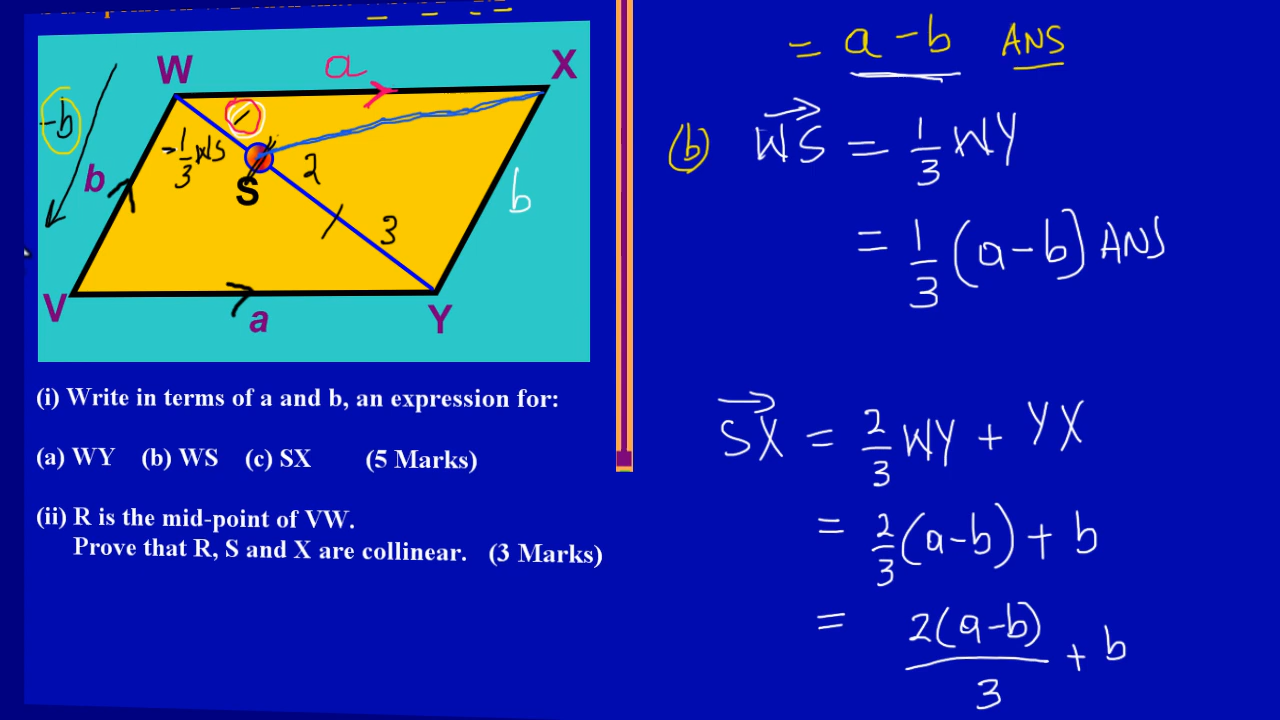 W a X
-b
1
= 1/3 WS
b
S
2
3
b
V a Y
(i) Write in terms of a and b, an expression for:
(a) WY (b) WS (c) SX (5 Marks)
(ii) R is the mid-point of VW.
Prove that R, S and X are collinear. (3 Marks)
= a - b ANS
(b) WS = 1/3 WY
= 1/3 (a - b) ANS
SX = 2/3 WY + YX
= 2/3 (a - b) + b
= 2(a - b)/3 + b